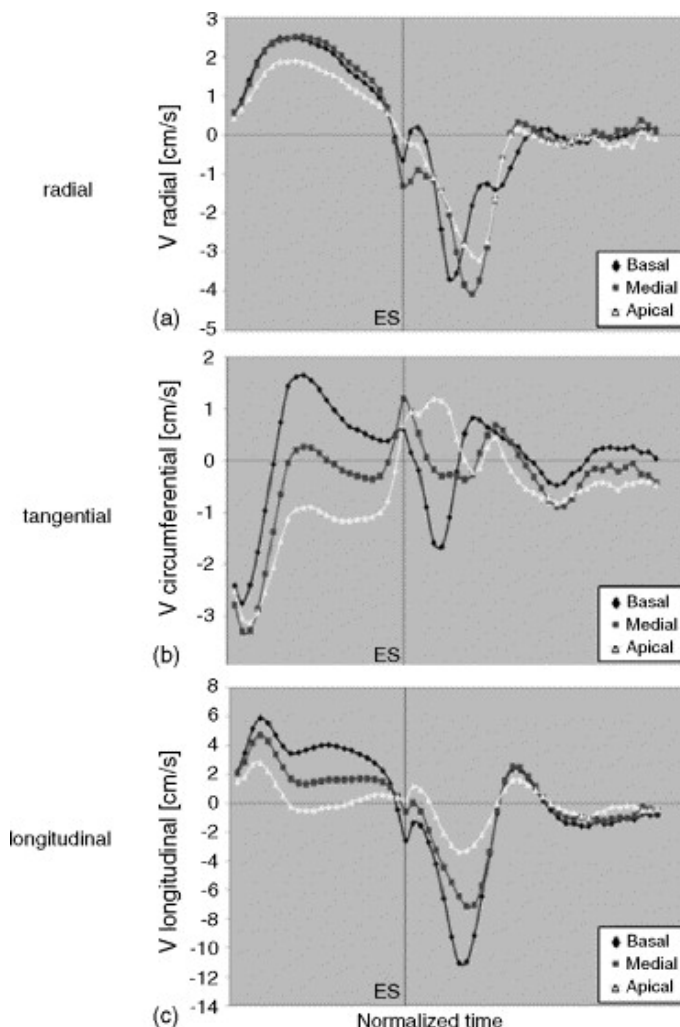 radial
V radial [cm/s]
3
2
1
0
-1
-2
-3
-4
-5
ES
Basal
Medial
Apical
(a)
tangential
V circumferential [cm/s]
2
1
0
-1
-2
-3
ES
Basal
Medial
Apical
(b)
longitudinal
V longitudinal [cm/s]
8
6
4
2
0
-2
-4
-6
-8
-10
-12
-14
ES
Basal
Medial
Apical
(c)
Normalized time